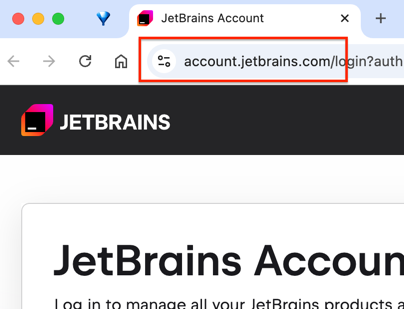 JetBrains Account
account.jetbrains.com/login?auth
JETBRAINS
JetBrains Accoun
Log in to manage all your JetBrains products a